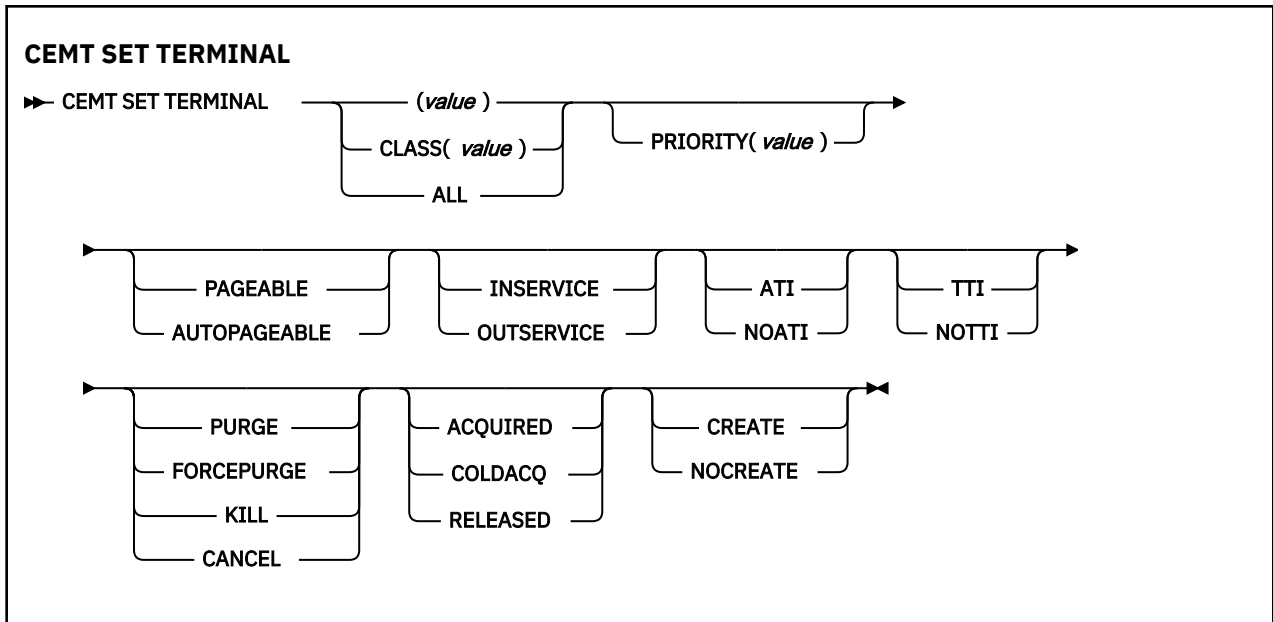 CEMT SET TERMINAL
CEMT SET TERMINAL (value ) PRIORITY( value )
CLASS( value )
ALL
PAGEABLE INSERVICE ATI TTI
AUTOPAGEABLE OUTSERVICE NOATI NOTTI
PURGE ACQUIRED CREATE
FORCEPURGE COLDACQ NOCREATE
KILL RELEASED
CANCEL